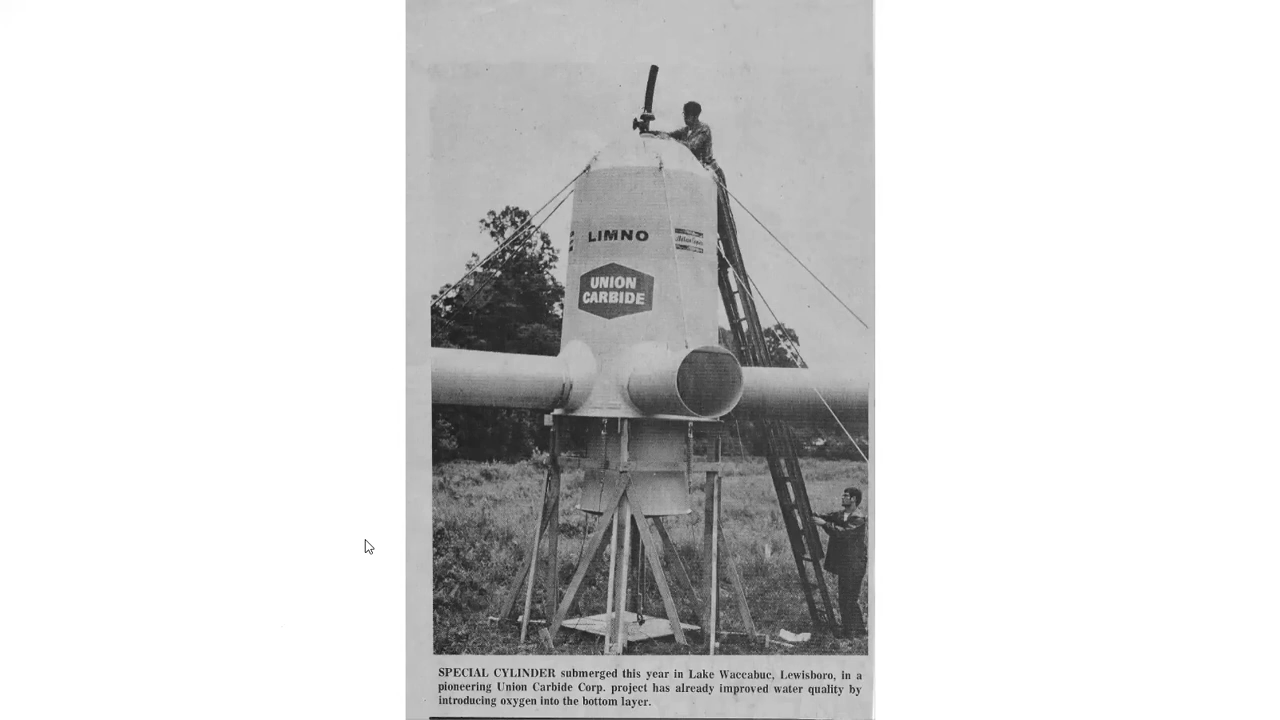 LIMNO
UNION
CARBIDE
SPECIAL CYLINDER submerged this year in Lake Waccabuc, Lewisboro, in a
pioneering Union Carbide Corp. project has already improved water quality by
introducing oxygen into the bottom layer.